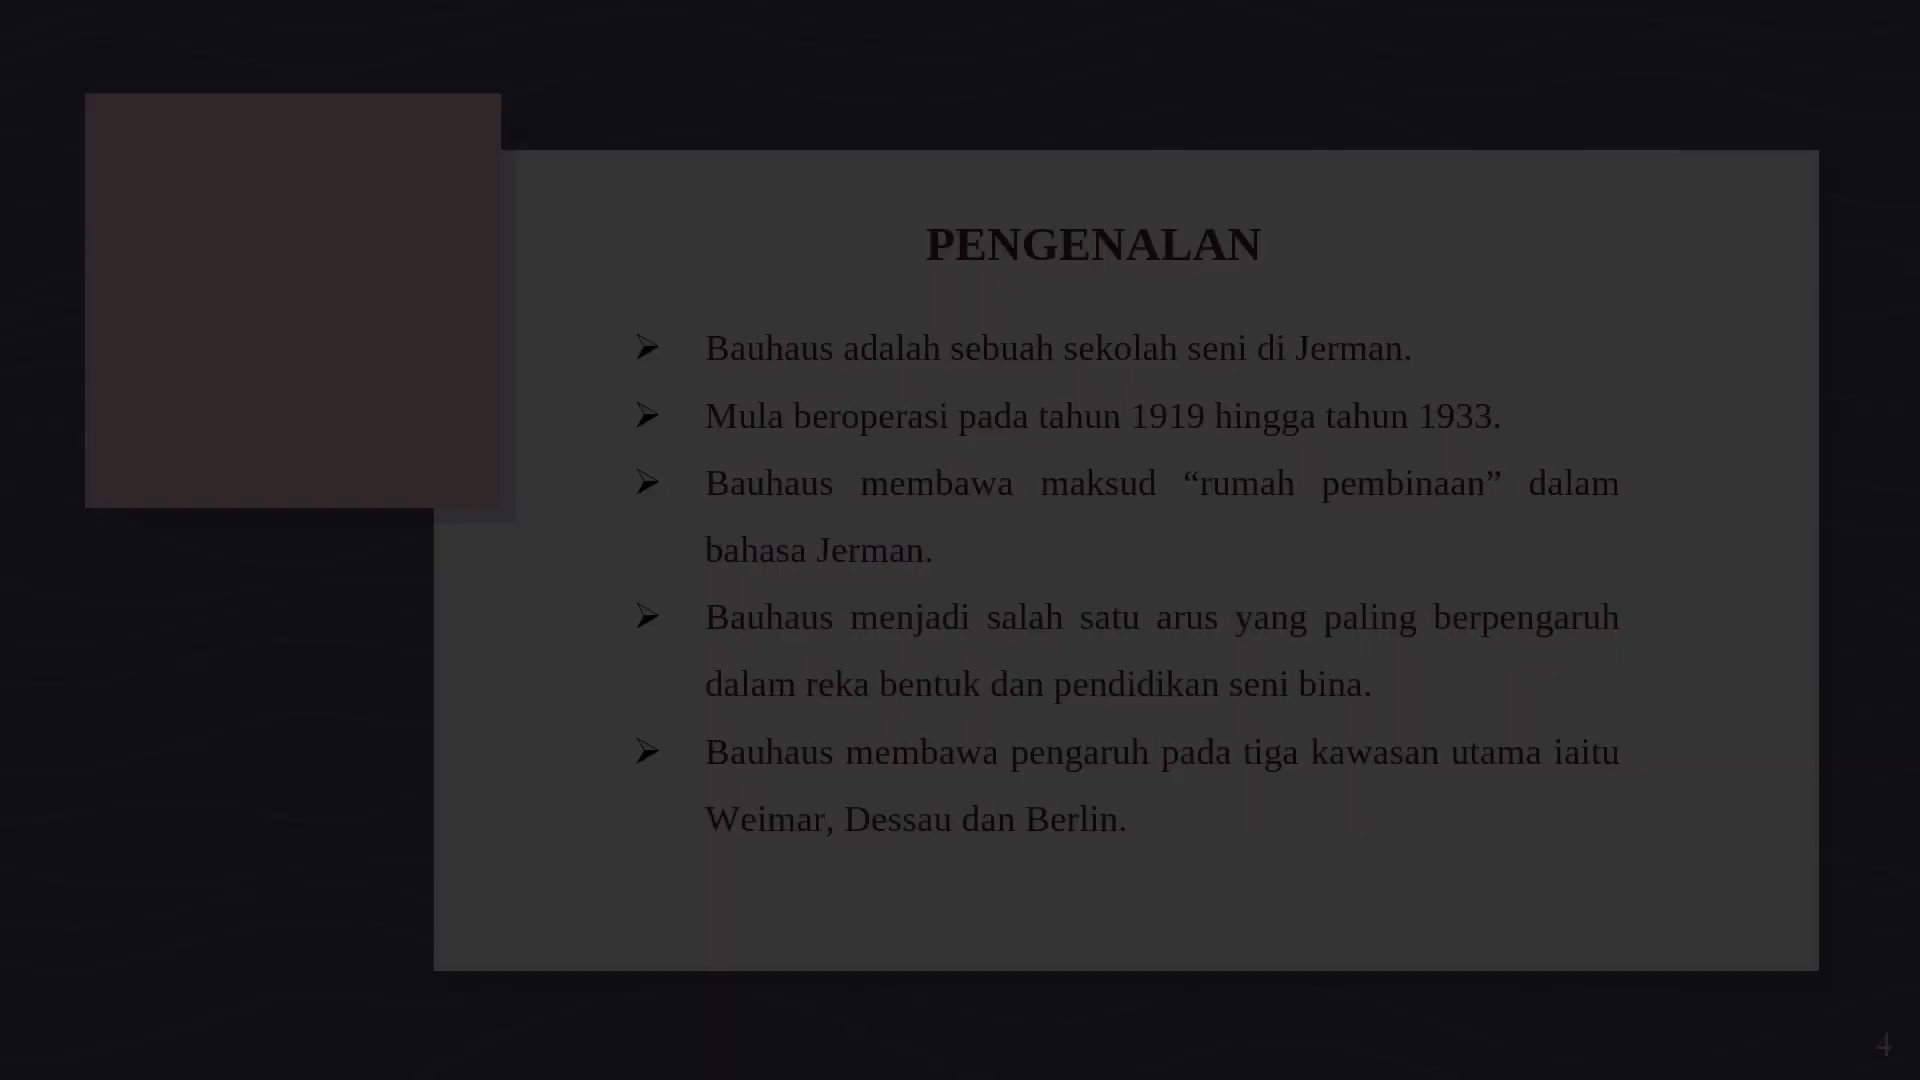 PENGENALAN
➢ Bauhaus adalah sebuah sekolah seni di Jerman.
➢ Mula beroperasi pada tahun 1919 hingga tahun 1933.
➢ Bauhaus membawa maksud “rumah pembinaan” dalam
bahasa Jerman.
➢ Bauhaus menjadi salah satu arus yang paling berpengaruh
dalam reka bentuk dan pendidikan seni bina.
➢ Bauhaus membawa pengaruh pada tiga kawasan utama iaitu
Weimar, Dessau dan Berlin.
4